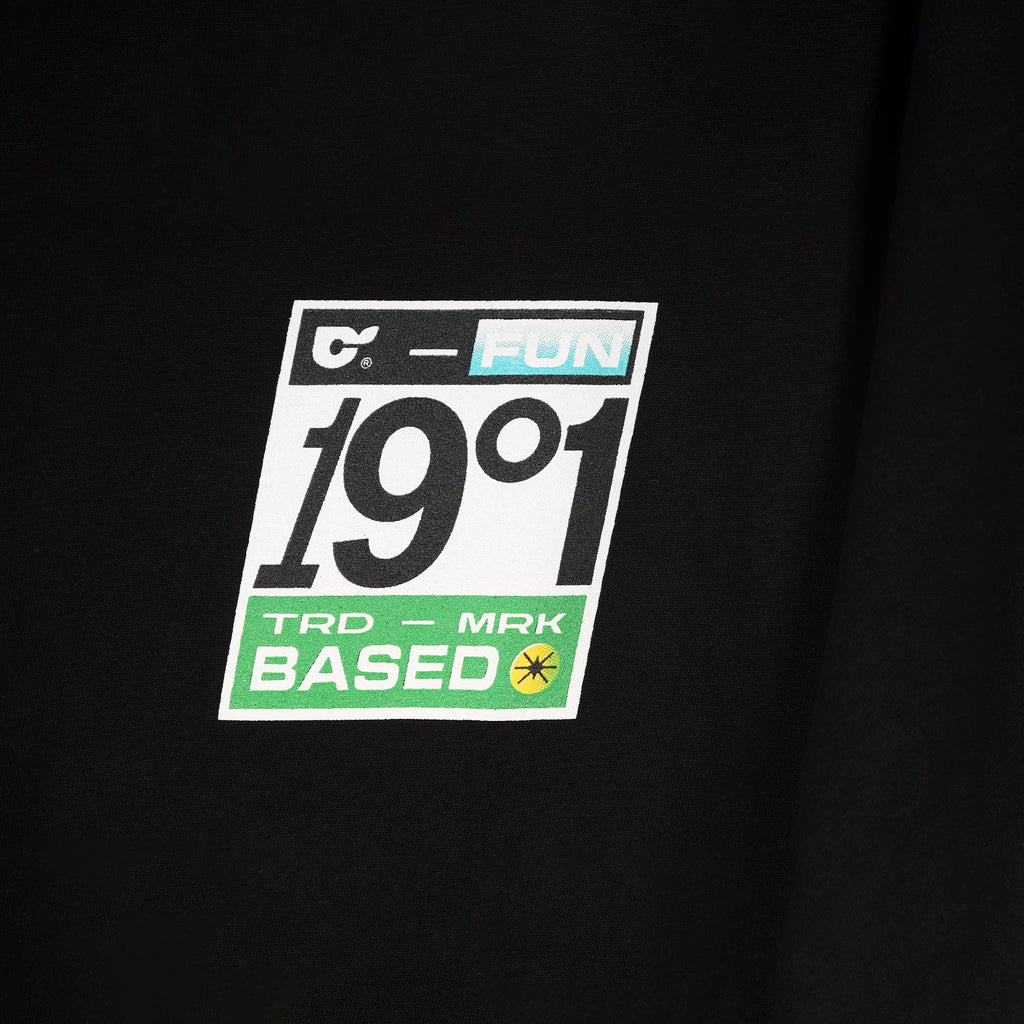 ® — FUN
19°1
TRD — MRK
BASED